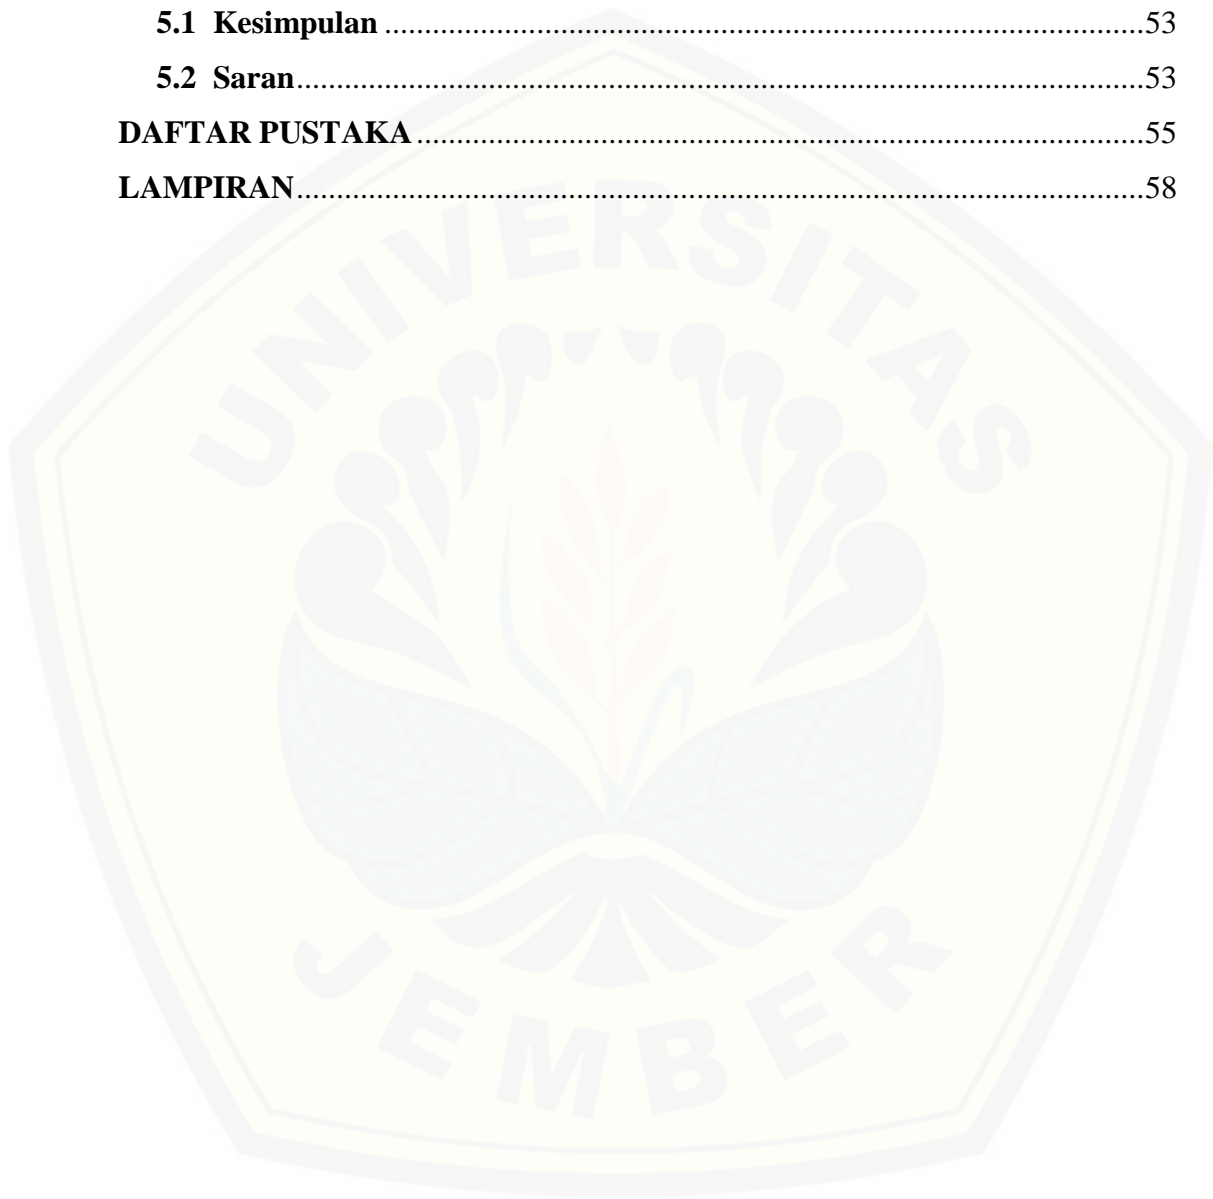 5.1 Kesimpulan ................................................................................................53
5.2 Saran...........................................................................................................53
DAFTAR PUSTAKA............................................................................................55
LAMPIRAN...........................................................................................................58
UNIVERSITAS
JEMBER